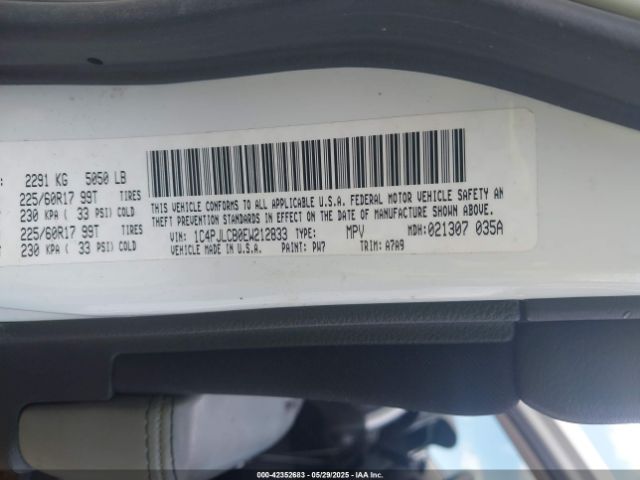 2291 KG 5050 LB
225/60R17 99T TIRES
230 KPA ( 33 PSI) COLD
225/60R17 99T TIRES
230 KPA ( 33 PSI) COLD
THIS VEHICLE CONFORMS TO ALL APPLICABLE U.S.A. FEDERAL MOTOR VEHICLE SAFETY AN
THEFT PREVENTION STANDARDS IN EFFECT ON THE DATE OF MANUFACTURE SHOWN ABOVE.
VIN: 1C4PJLCB0EW212833 TYPE: MPV MDH: 021307 035A
VEHICLE MADE IN U.S.A. PAINT: PW7 TRIM: A7A9
000-42352683 - 05/29/2025 - IAA Inc.